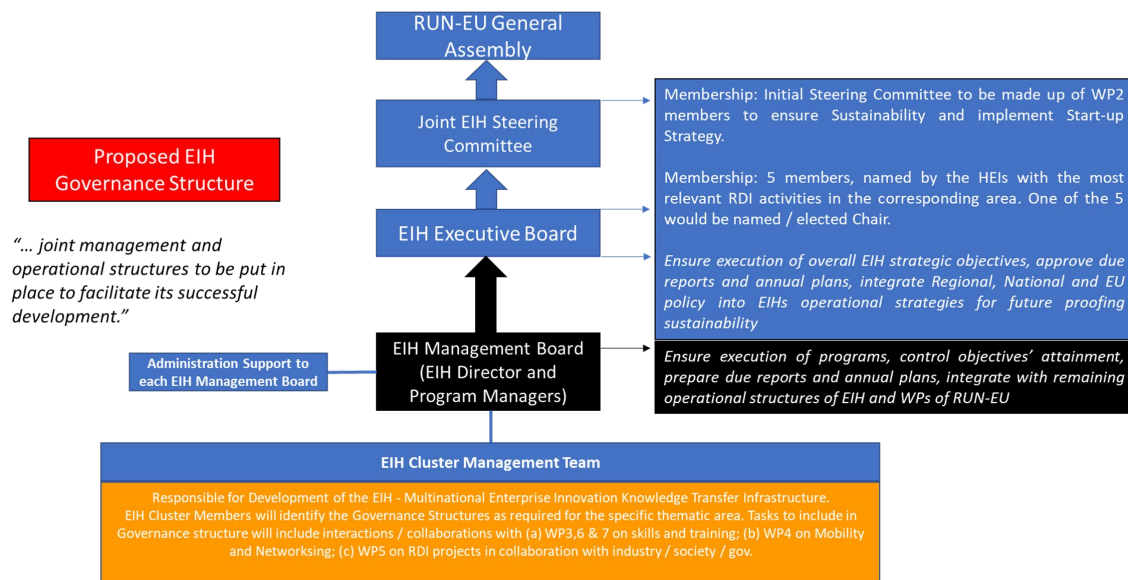 RUN-EU General
Assembly
Joint EIH Steering
Committee
Membership: Initial Steering Committee to be made up of WP2
members to ensure Sustainability and implement Start-up
Strategy.
Proposed EIH
Governance Structure
Membership: 5 members, named by the HEIs with the most
relevant RDI activities in the corresponding area. One of the 5
would be named / elected Chair.
EIH Executive Board
“… joint management and
operational structures to be put in
place to facilitate its successful
development.”
Ensure execution of overall EIH strategic objectives, approve due
reports and annual plans, integrate Regional, National and EU
policy into EIHs operational strategies for future proofing
sustainability
Administration Support to
each EIH Management Board
EIH Management Board
(EIH Director and
Program Managers)
Ensure execution of programs, control objectives’ attainment,
prepare due reports and annual plans, integrate with remaining
operational structures of EIH and WPs of RUN-EU
EIH Cluster Management Team
Responsible for Development of the EIH - Multinational Enterprise Innovation Knowledge Transfer Infrastructure.
EIH Cluster Members will identify the Governance Structures as required for the specific thematic area. Tasks to include in
Governance structure will include interactions / collaborations with (a) WP3,6 & 7 on skills and training; (b) WP4 on Mobility
and Networksing; (c) WP5 on RDI projects in collaboration with industry / society / gov.